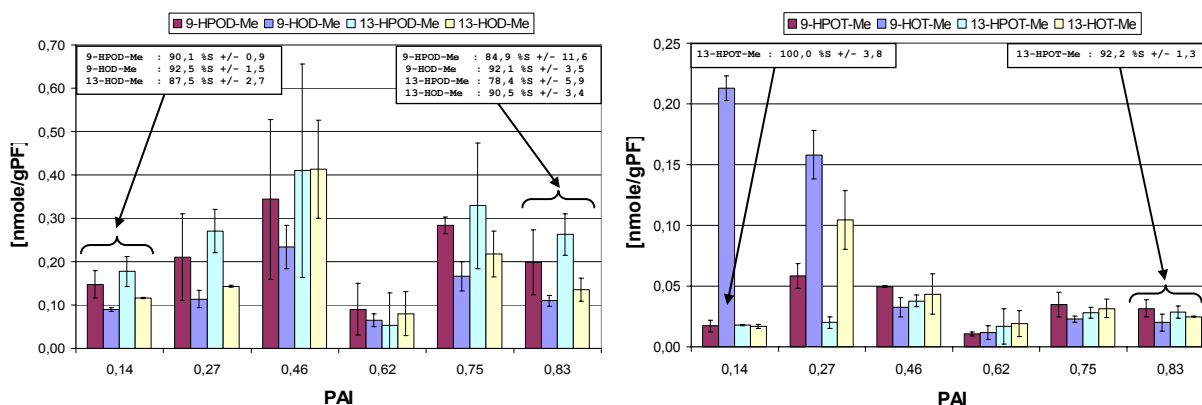 9-HPOD-Me 9-HOD-Me 13-HPOD-Me 13-HOD-Me
0,70
0,60
0,50
0,40
0,30
0,20
0,10
0,00
[nmole/gPF]
9-HPOD-Me : 90,1 %S +/- 0,9
9-HOD-Me : 92,5 %S +/- 1,5
13-HOD-Me : 87,5 %S +/- 2,7
9-HPOD-Me : 84,9 %S +/- 11,6
9-HOD-Me : 92,1 %S +/- 3,5
13-HPOD-Me : 78,4 %S +/- 5,9
13-HOD-Me : 90,5 %S +/- 3,4
0,14 0,27 0,46 0,62 0,75 0,83
PAI
9-HPOT-Me 9-HOT-Me 13-HPOT-Me 13-HOT-Me
0,25
0,20
0,15
0,10
0,05
0,00
[nmole/gPF]
13-HPOT-Me : 100,0 %S +/- 3,8
13-HPOT-Me : 92,2 %S +/- 1,3
0,14 0,27 0,46 0,62 0,75 0,83
PAI